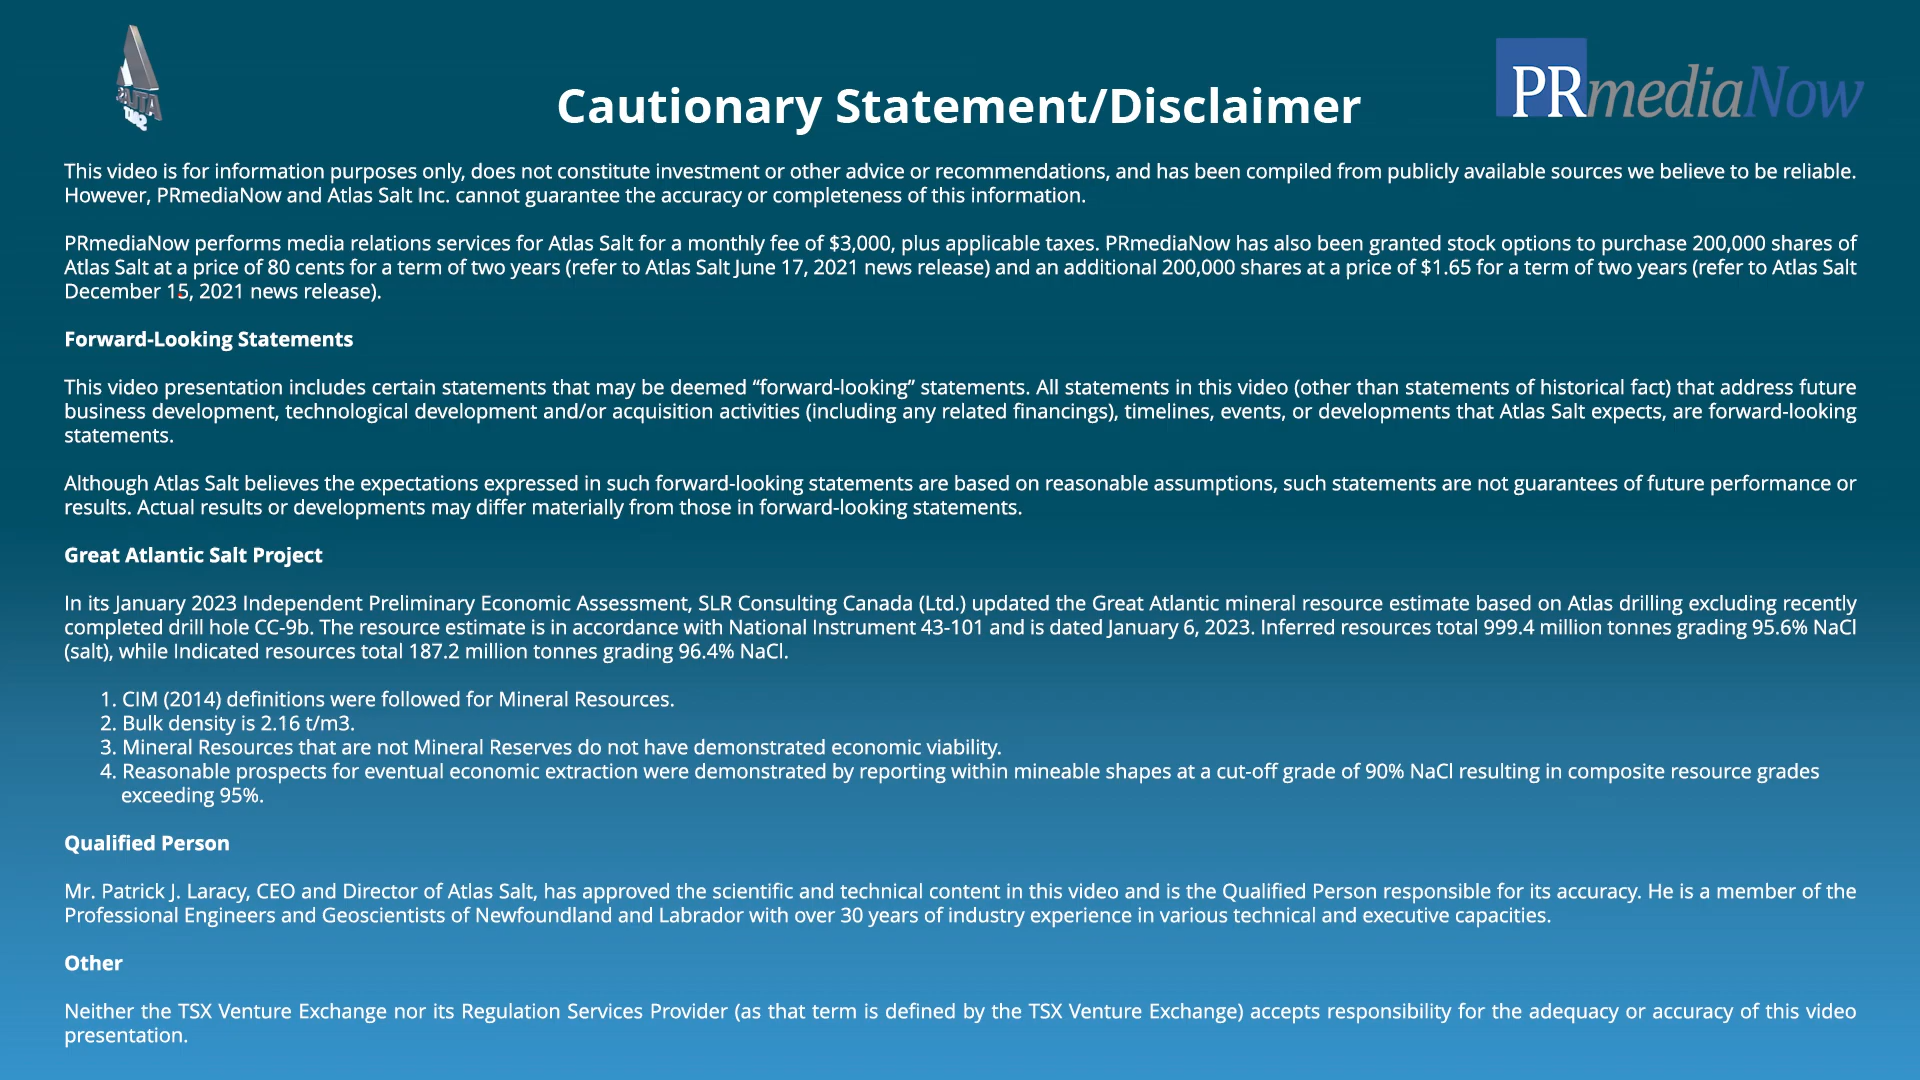 Cautionary Statement/Disclaimer
PRmediaNow
This video is for information purposes only, does not constitute investment or other advice or recommendations, and has been compiled from publicly available sources we believe to be reliable.
However, PRmediaNow and Atlas Salt Inc. cannot guarantee the accuracy or completeness of this information.
PRmediaNow performs media relations services for Atlas Salt for a monthly fee of $3,000, plus applicable taxes. PRmediaNow has also been granted stock options to purchase 200,000 shares of
Atlas Salt at a price of 80 cents for a term of two years (refer to Atlas Salt June 17, 2021 news release) and an additional 200,000 shares at a price of $1.65 for a term of two years (refer to Atlas Salt
December 15, 2021 news release).
Forward-Looking Statements
This video presentation includes certain statements that may be deemed “forward-looking” statements. All statements in this video (other than statements of historical fact) that address future
business development, technological development and/or acquisition activities (including any related financings), timelines, events, or developments that Atlas Salt expects, are forward-looking
statements.
Although Atlas Salt believes the expectations expressed in such forward-looking statements are based on reasonable assumptions, such statements are not guarantees of future performance or
results. Actual results or developments may differ materially from those in forward-looking statements.
Great Atlantic Salt Project
In its January 2023 Independent Preliminary Economic Assessment, SLR Consulting Canada (Ltd.) updated the Great Atlantic mineral resource estimate based on Atlas drilling excluding recently
completed drill hole CC-9b. The resource estimate is in accordance with National Instrument 43-101 and is dated January 6, 2023. Inferred resources total 999.4 million tonnes grading 95.6% NaCl
(salt), while Indicated resources total 187.2 million tonnes grading 96.4% NaCl.
1. CIM (2014) definitions were followed for Mineral Resources.
2. Bulk density is 2.16 t/m3.
3. Mineral Resources that are not Mineral Reserves do not have demonstrated economic viability.
4. Reasonable prospects for eventual economic extraction were demonstrated by reporting within mineable shapes at a cut-off grade of 90% NaCl resulting in composite resource grades
exceeding 95%.
Qualified Person
Mr. Patrick J. Laracy, CEO and Director of Atlas Salt, has approved the scientific and technical content in this video and is the Qualified Person responsible for its accuracy. He is a member of the
Professional Engineers and Geoscientists of Newfoundland and Labrador with over 30 years of industry experience in various technical and executive capacities.
Other
Neither the TSX Venture Exchange nor its Regulation Services Provider (as that term is defined by the TSX Venture Exchange) accepts responsibility for the adequacy or accuracy of this video
presentation.